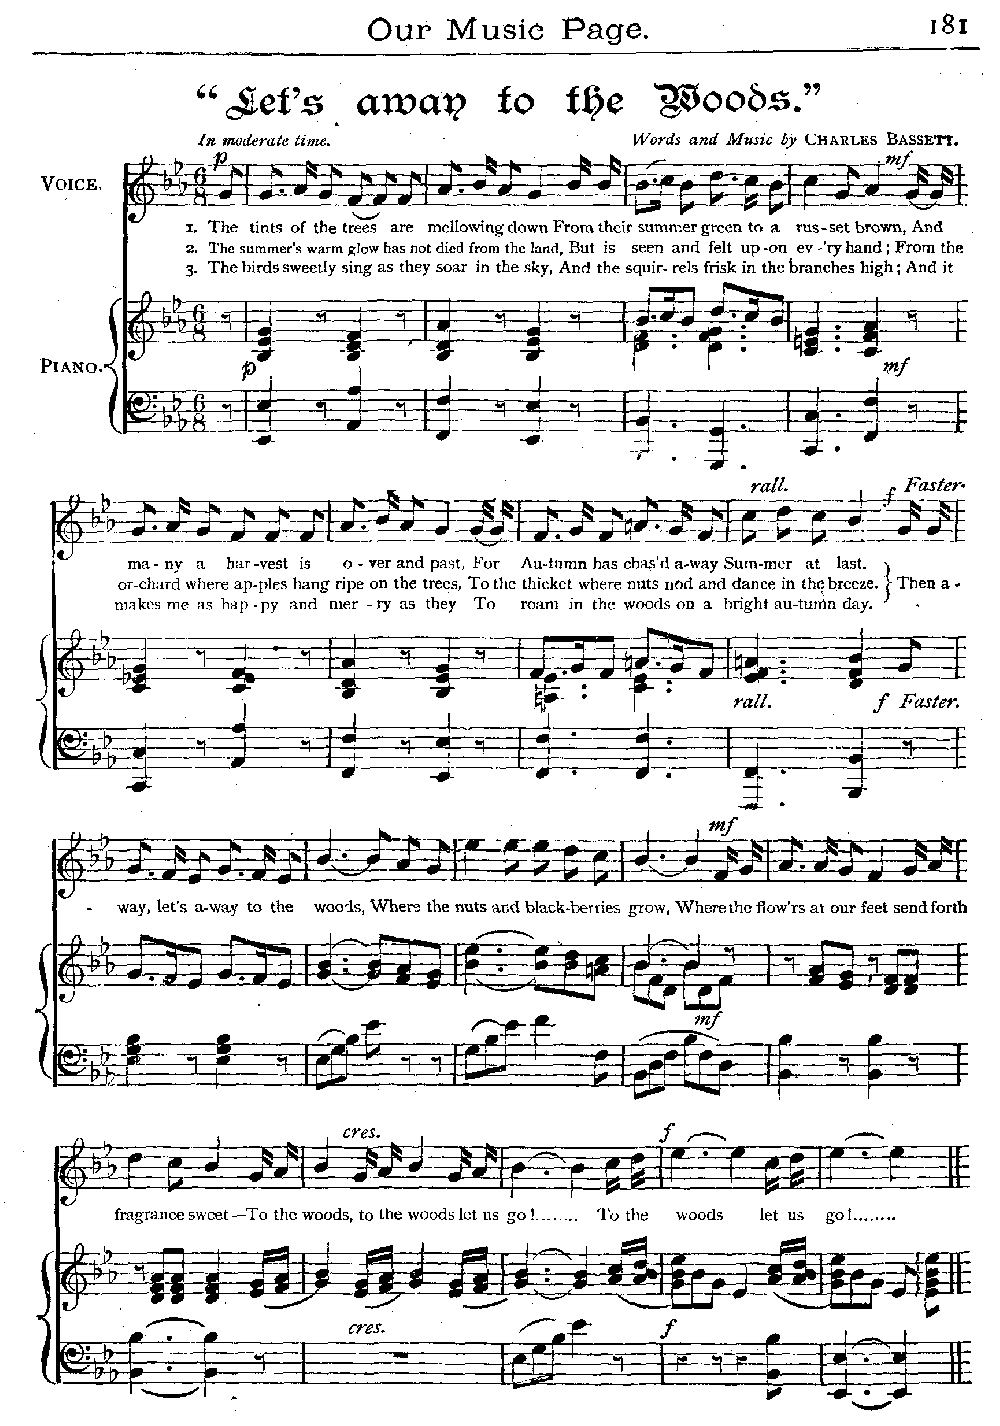 Our Music Page. 181
“Let’s away to the Woods.”
In moderate time. Words and Music by CHARLES BASSETT.
p mf
VOICE.
1. The tints of the trees are mellowing down From their summer green to a rus-set brown, And
2. The summer's warm glow has not died from the land, But is seen and felt up-on ev-'ry hand; From the
3. The birds sweetly sing as they soar in the sky, And the squir-rels frisk in the branches high; And it
PIANO.
p mf
rall. f Faster.
ma-ny a har-vest is o-ver and past, For Au-tumn has chas'd a-way Sum-mer at last.
or-chard where ap-ples hang ripe on the trees, To the thicket where nuts nod and dance in the breeze. } Then a-
makes me as hap-py and mer-ry as they To roam in the woods on a bright au-tumn day.
rall. f Faster.
mf
- way, let's a-way to the woods, Where the nuts and black-berries grow, Where the flow'rs at our feet send forth
mf
cres. f
fragrance sweet—To the woods, to the woods let us go!........ To the woods let us go!........
cres. f